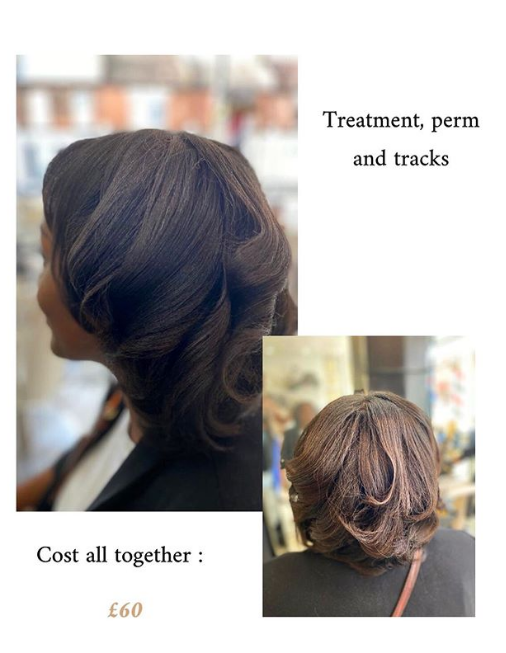 Treatment, perm
and tracks
Cost all together :
£60